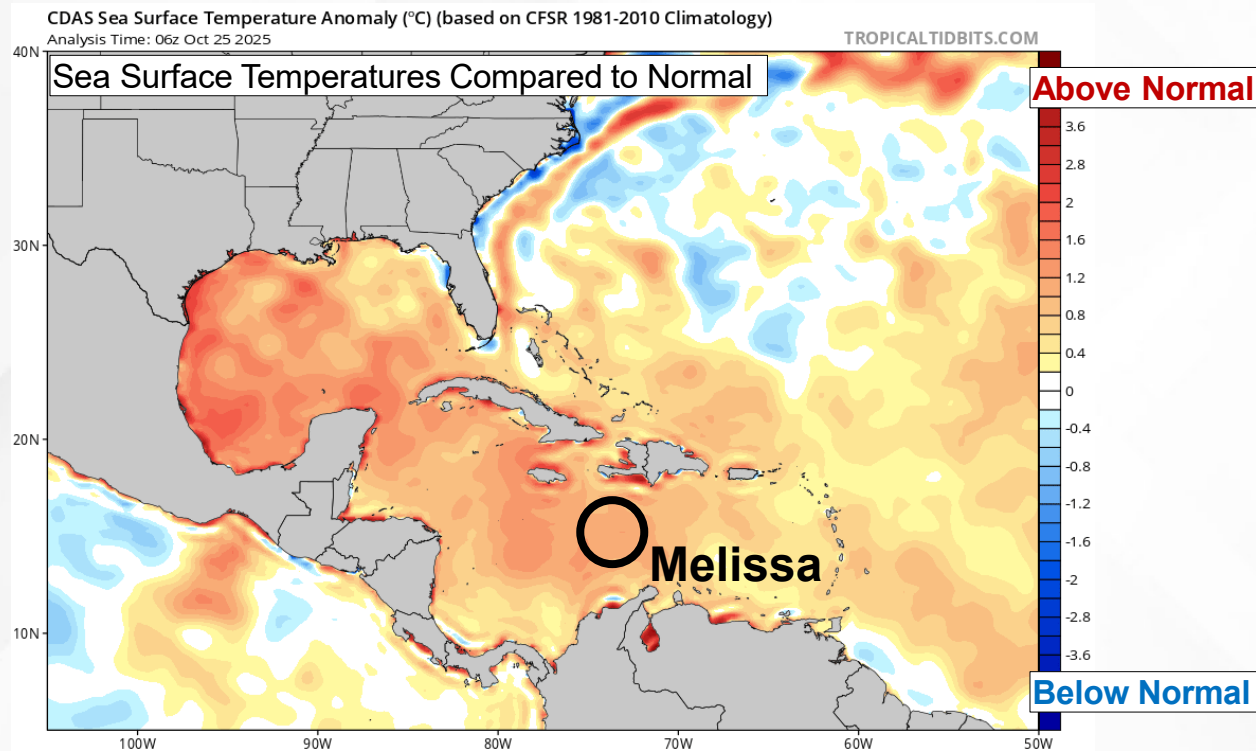 CDAS Sea Surface Temperature Anomaly (°C) (based on CFSR 1981-2010 Climatology)
Analysis Time: 06z Oct 25 2025
TROPICALTIDBITS.COM
40N
Sea Surface Temperatures Compared to Normal
Above Normal
3.6
2.8
2
1.6
1.2
0.8
0.4
0
-0.4
-0.8
-1.2
-1.6
-2
-2.8
-3.6
Below Normal
30N
20N
10N
Melissa
100W
90W
80W
70W
60W
50W